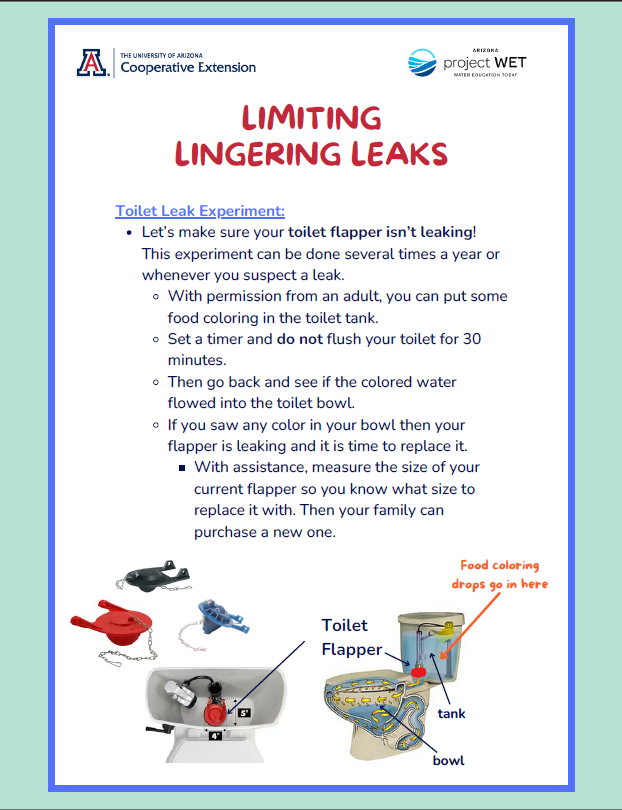 THE UNIVERSITY OF ARIZONA
Cooperative Extension
ARIZONA
project WET
WATER EDUCATION TODAY
LIMITING
LINGERING LEAKS
Toilet Leak Experiment:
• Let’s make sure your toilet flapper isn’t leaking!
This experiment can be done several times a year or
whenever you suspect a leak.
◦ With permission from an adult, you can put some
food coloring in the toilet tank.
◦ Set a timer and do not flush your toilet for 30
minutes.
◦ Then go back and see if the colored water
flowed into the toilet bowl.
◦ If you saw any color in your bowl then your
flapper is leaking and it is time to replace it.
▪ With assistance, measure the size of your
current flapper so you know what size to
replace it with. Then your family can
purchase a new one.
Food coloring
drops go in here
Toilet
Flapper
5"
4"
tank
bowl